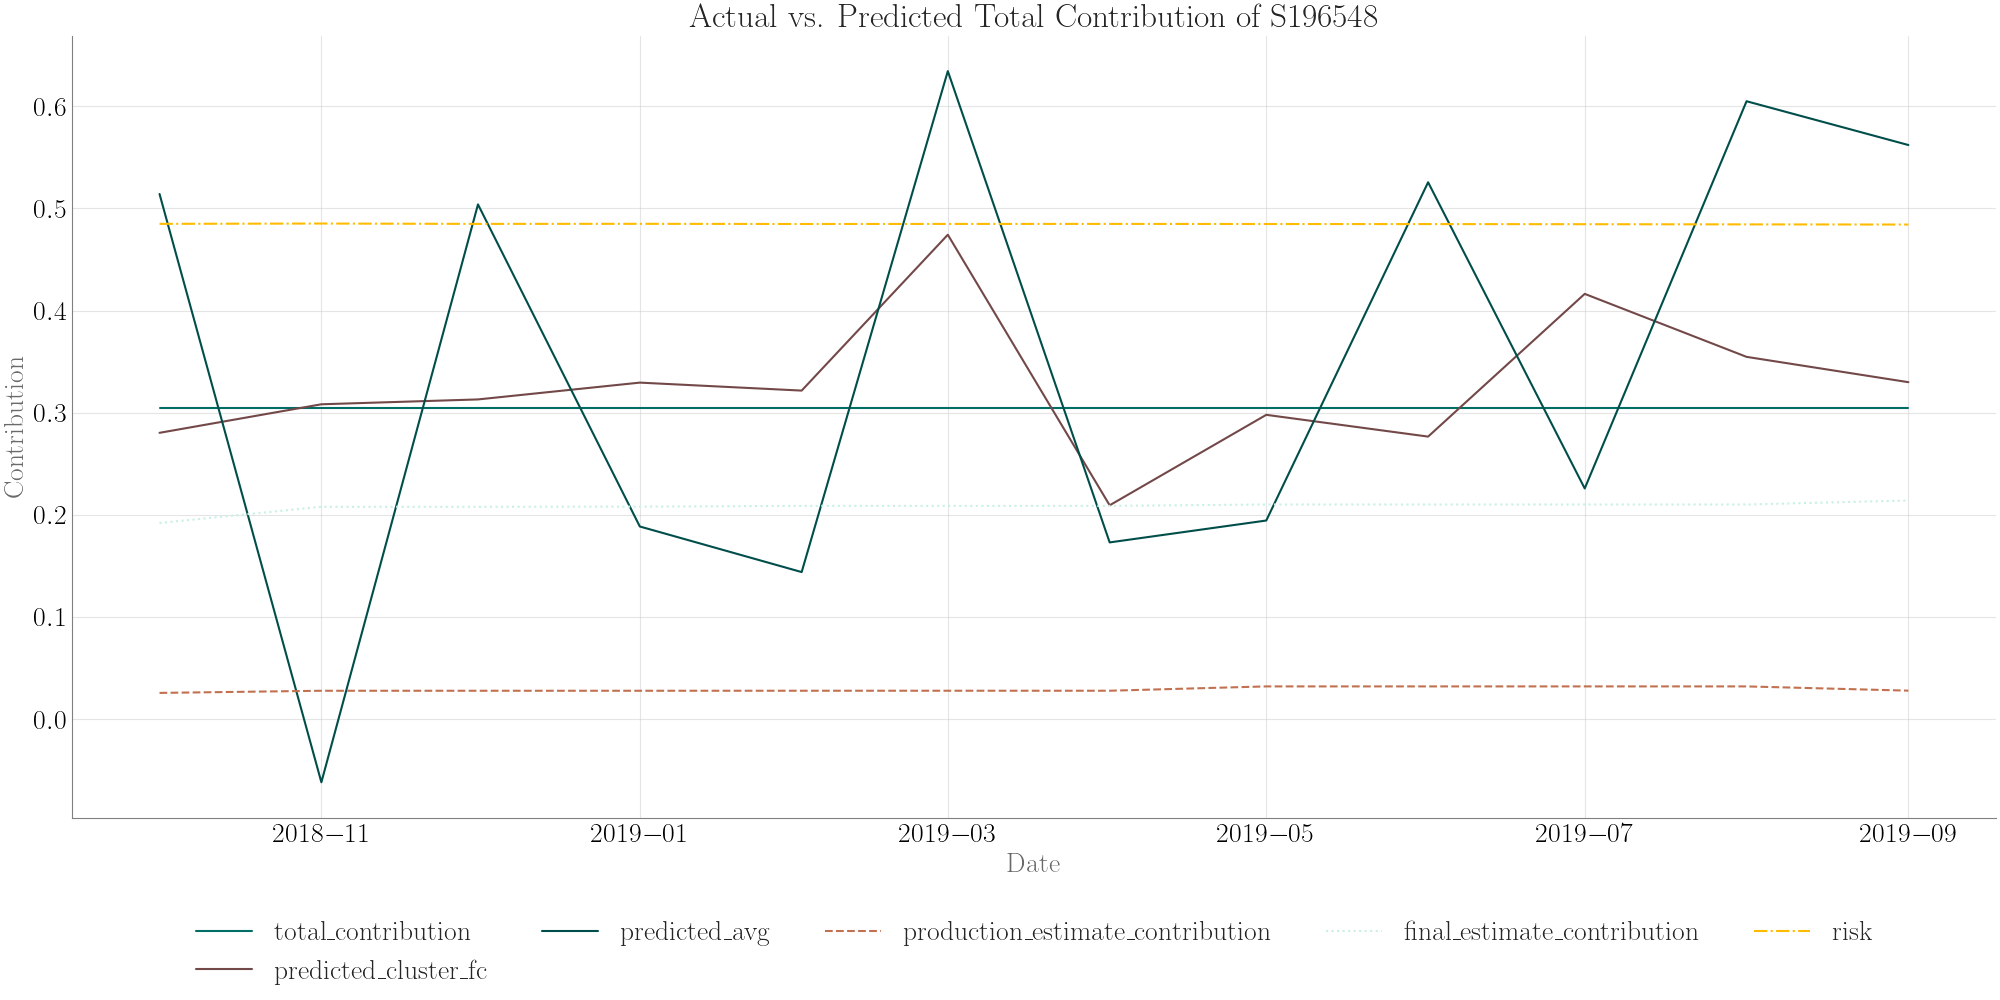 Actual vs. Predicted Total Contribution of S196548
0.6
0.5
0.4
0.3
0.2
0.1
0.0
Contribution
2018−11 2019−01 2019−03 2019−05 2019−07 2019−09
Date
total_contribution predicted_avg production_estimate_contribution final_estimate_contribution risk
predicted_cluster_fc